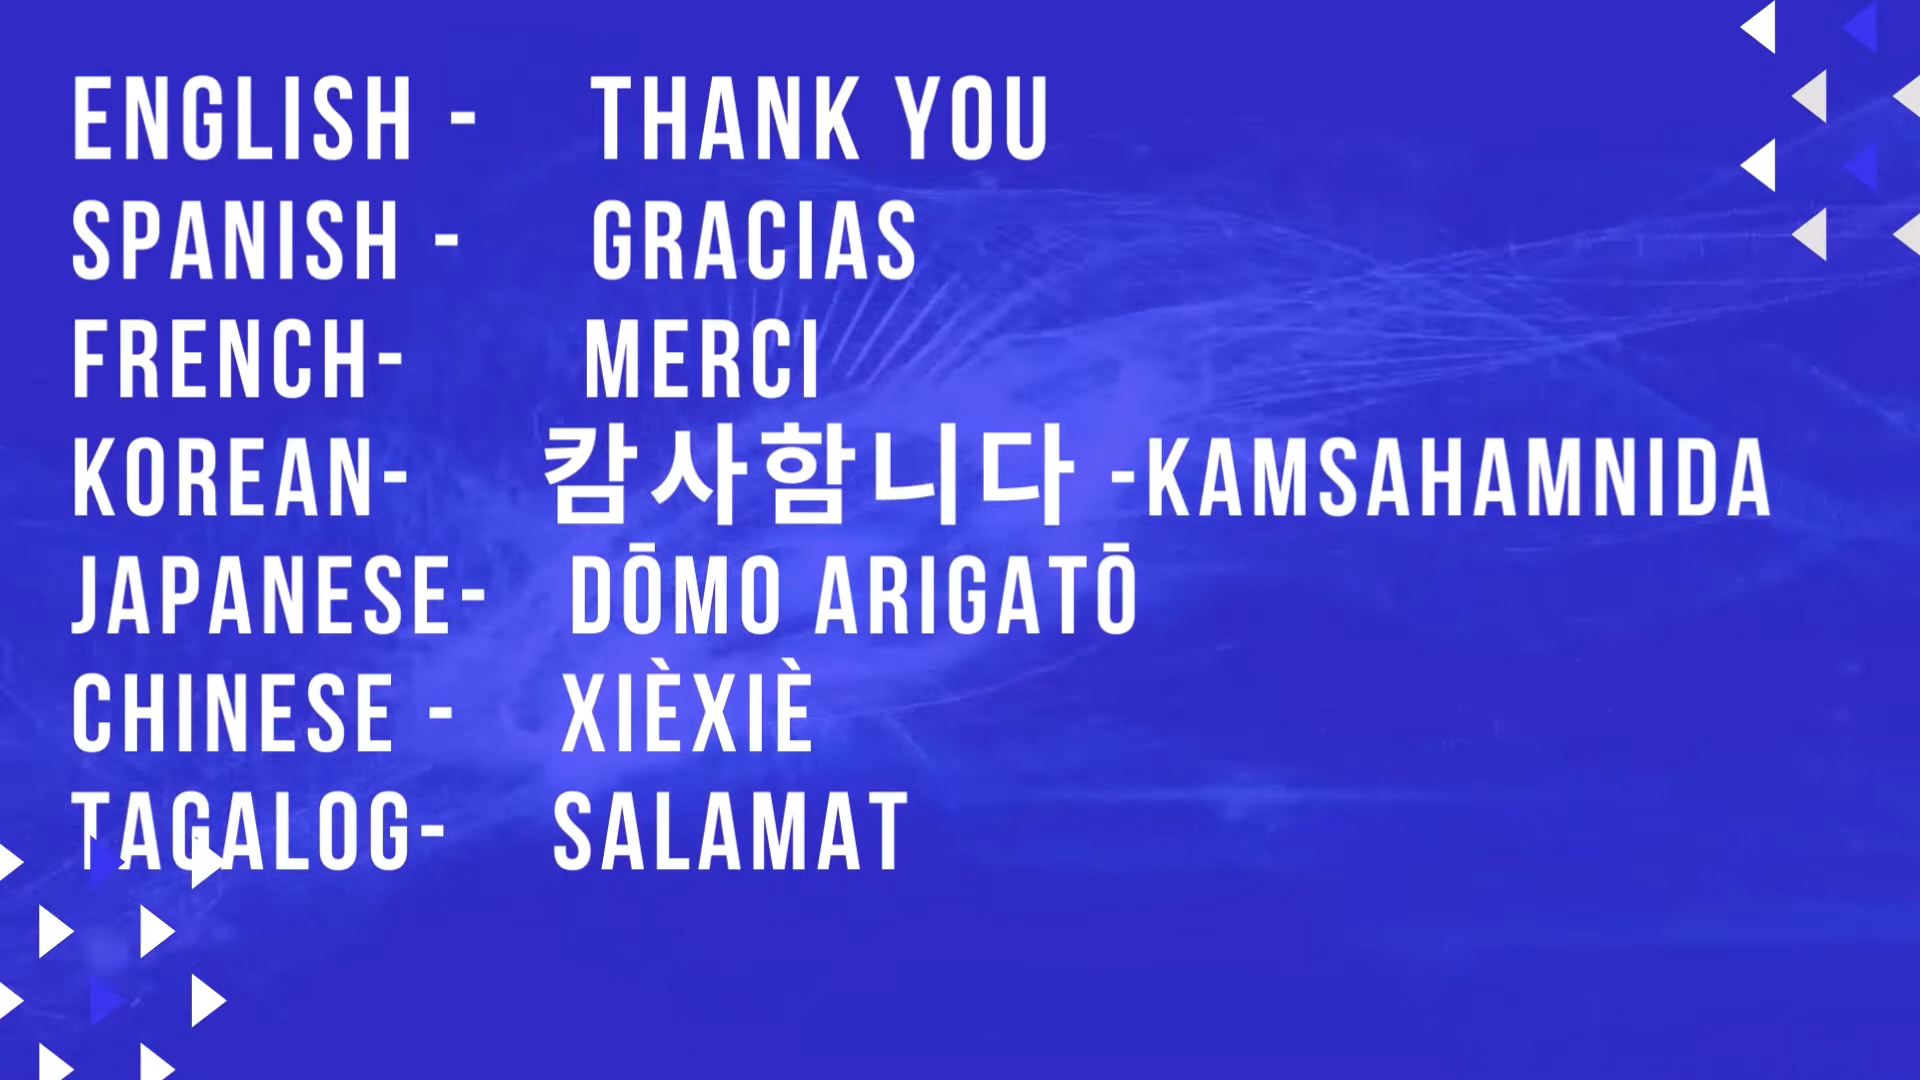 ENGLISH - THANK YOU
SPANISH - GRACIAS
FRENCH- MERCI
KOREAN- 캄사함니다 -KAMSAHAMNIDA
JAPANESE- DŌMO ARIGATŌ
CHINESE - XIÈXIÈ
TAGALOG- SALAMAT